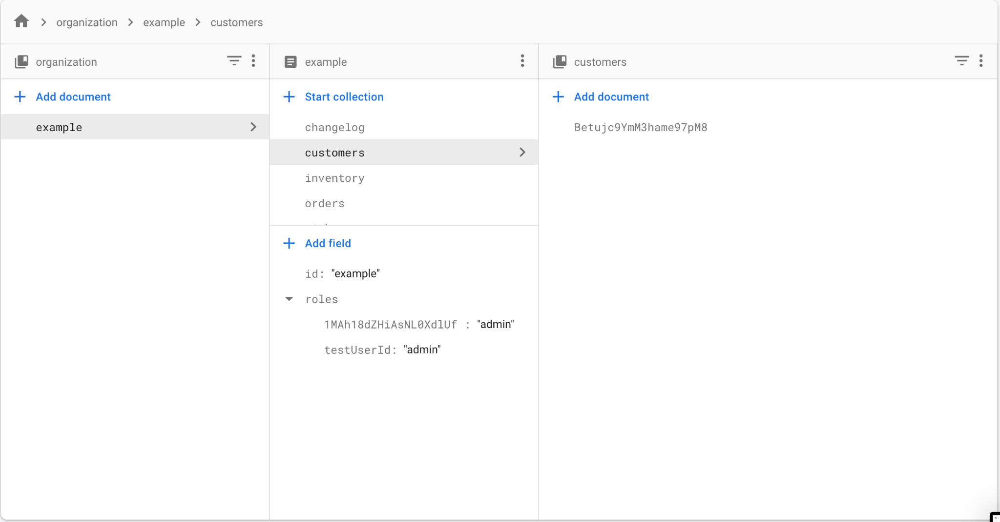 organization > example > customers
organization
Add document
example
example
Start collection
changelog
customers
inventory
orders
Add field
id: "example"
roles
1MAh18dZHiAsNL0XdlUf : "admin"
testUserId: "admin"
customers
Add document
Betujc9YmM3hame97pM8